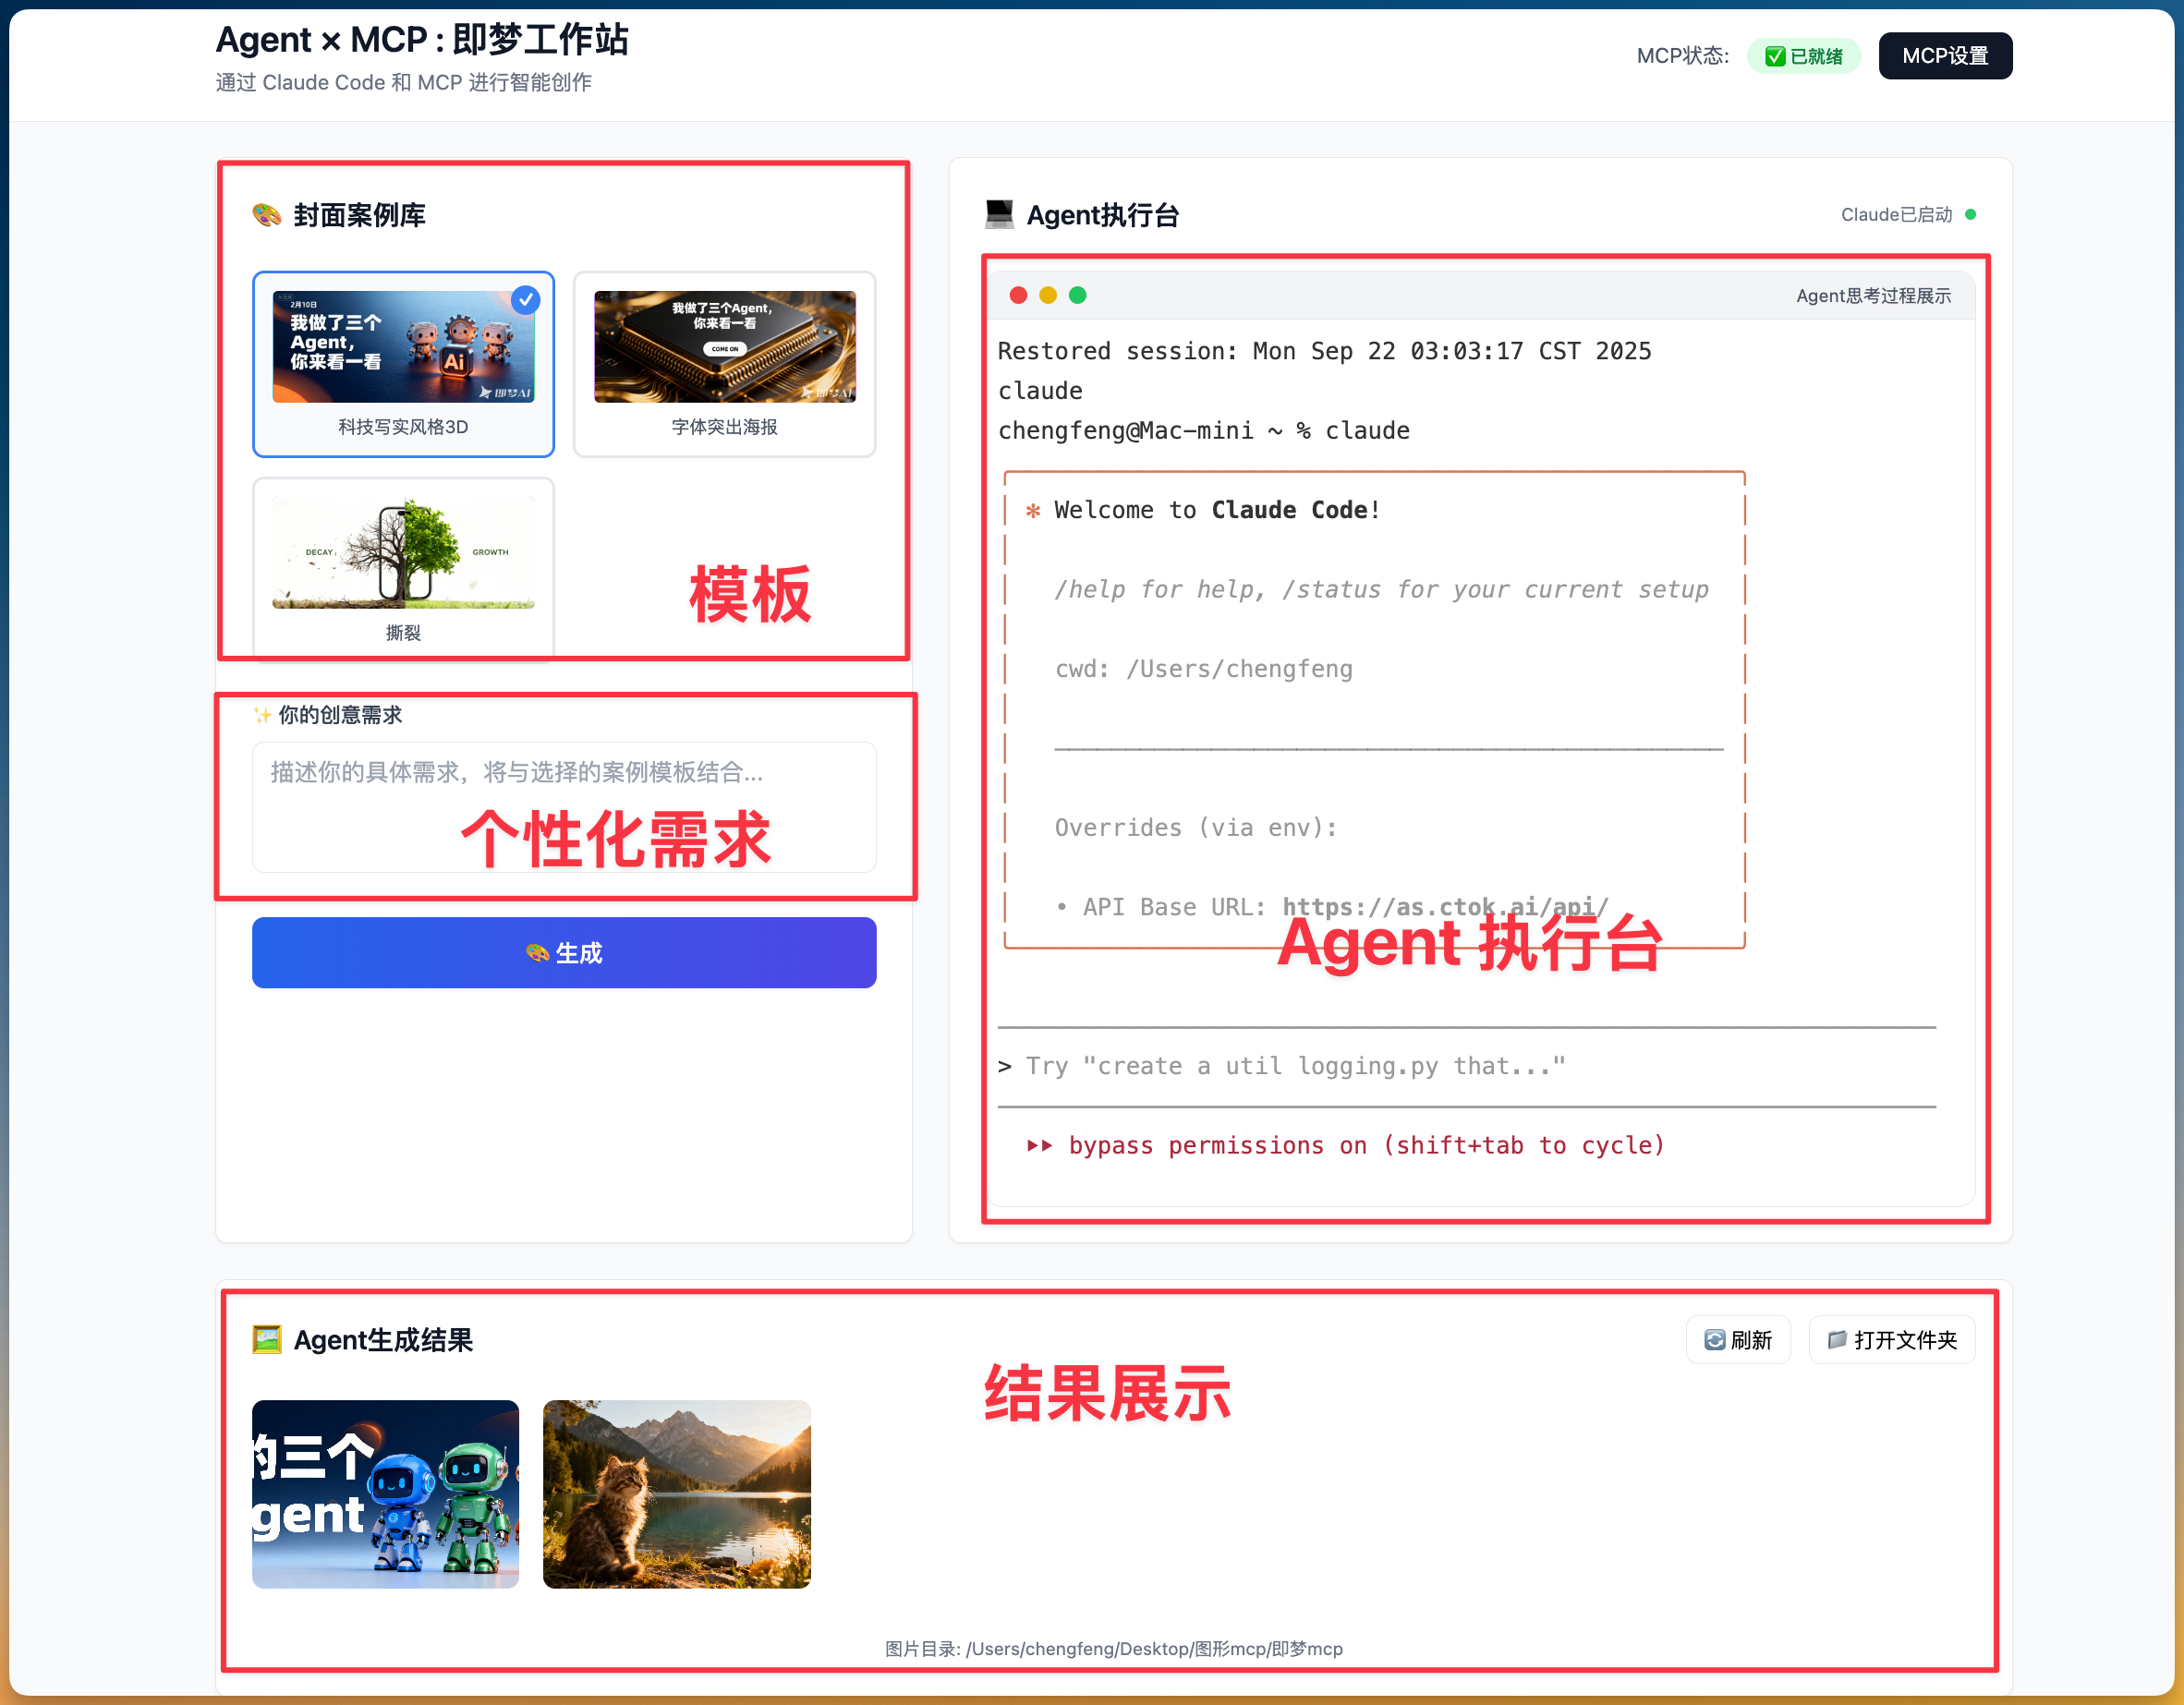 Agent × MCP : 即梦工作站
通过 Claude Code 和 MCP 进行智能创作
MCP状态:
✅ 已就绪
MCP设置
🎨 封面案例库
2月10日
我做了三个
Agent，
你来看一看
Ai
即梦AI
科技写实风格3D
我做了三个Agent，
你来看一看
COME ON
即梦AI
字体突出海报
DECAY
GROWTH
撕裂
模板
✨ 你的创意需求
描述你的具体需求，将与选择的案例模板结合...
个性化需求
🎨 生成
💻 Agent执行台
Claude已启动
Agent思考过程展示
Restored session: Mon Sep 22 03:03:17 CST 2025
claude
chengfeng@Mac-mini ~ % claude
✻ Welcome to Claude Code!
/help for help, /status for your current setup
cwd: /Users/chengfeng
Overrides (via env):
• API Base URL: https://as.ctok.ai/api/
Agent 执行台
> Try "create a util logging.py that..."
⏵⏵ bypass permissions on (shift+tab to cycle)
🖼️ Agent生成结果
🔄 刷新
📁 打开文件夹
结果展示
的三个
gent
图片目录: /Users/chengfeng/Desktop/图形mcp/即梦mcp